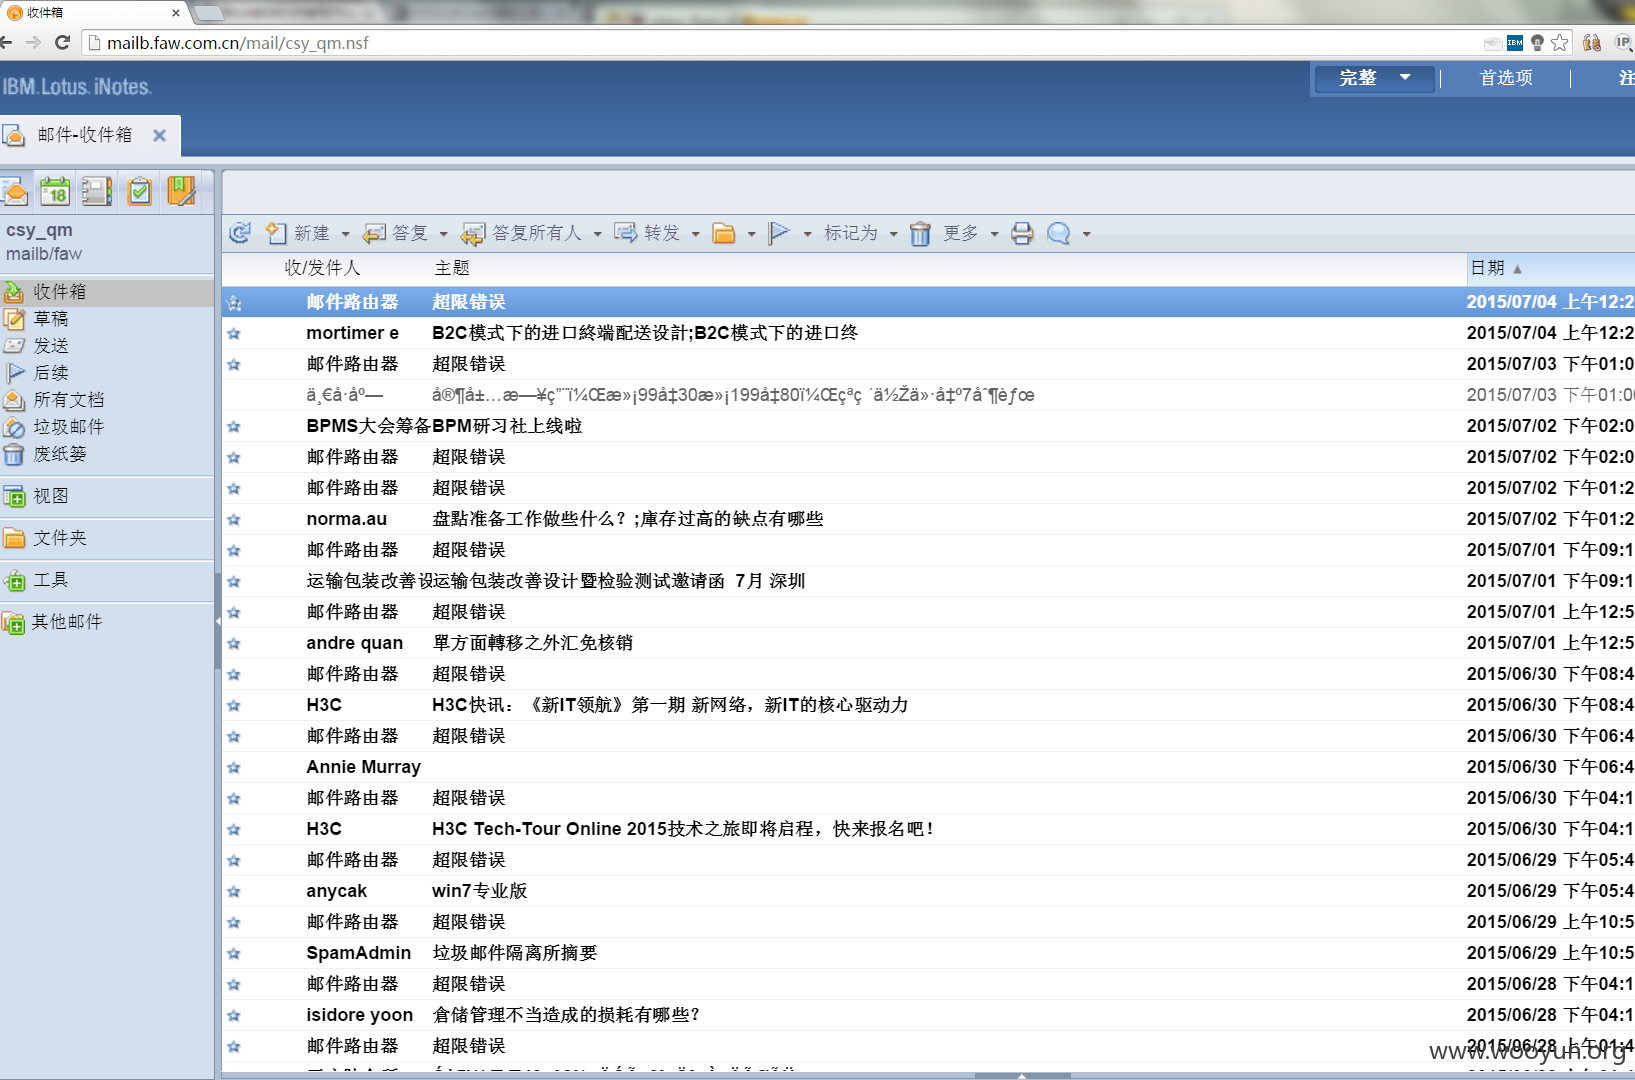 收件箱
mailb.faw.com.cn/mail/csy_qm.nsf
IBM
IP
IBM.Lotus.iNotes.
完整
首选项
邮件-收件箱
18
csy_qm
mailb/faw
收件箱
草稿
发送
后续
所有文档
垃圾邮件
废纸篓
视图
文件夹
工具
其他邮件
新建 答复 答复所有人 转发 标记为 更多
收/发件人 主题 日期
邮件路由器 超限错误 2015/07/04 上午12:2
mortimer e B2C模式下的进口終端配送设計;B2C模式下的进口终 2015/07/04 上午12:2
邮件路由器 超限错误 2015/07/03 下午01:0
2015/07/03 下午01:0
BPMS大会筹备BPM研习社上线啦 2015/07/02 下午02:0
邮件路由器 超限错误 2015/07/02 下午02:0
邮件路由器 超限错误 2015/07/02 下午01:2
norma.au 盘點准备工作做些什么？;庫存过高的缺点有哪些 2015/07/02 下午01:2
邮件路由器 超限错误 2015/07/01 下午09:1
运输包装改善设运输包装改善设计暨检验测试邀请函 7月 深圳 2015/07/01 下午09:1
邮件路由器 超限错误 2015/07/01 上午12:5
andre quan 單方面轉移之外汇免核销 2015/07/01 上午12:5
邮件路由器 超限错误 2015/06/30 下午08:4
H3C H3C快讯：《新IT领航》第一期 新网络，新IT的核心驱动力 2015/06/30 下午08:4
邮件路由器 超限错误 2015/06/30 下午06:4
Annie Murray 2015/06/30 下午06:4
邮件路由器 超限错误 2015/06/30 下午04:1
H3C H3C Tech-Tour Online 2015技术之旅即将启程，快来报名吧！ 2015/06/30 下午04:1
邮件路由器 超限错误 2015/06/29 下午05:4
anycak win7专业版 2015/06/29 下午05:4
邮件路由器 超限错误 2015/06/29 上午10:5
SpamAdmin 垃圾邮件隔离所摘要 2015/06/29 上午10:5
邮件路由器 超限错误 2015/06/28 下午04:1
isidore yoon 倉储管理不当造成的损耗有哪些？ 2015/06/28 下午04:1
邮件路由器 超限错误 2015/06/28 上午01:4
www.wooyun.org